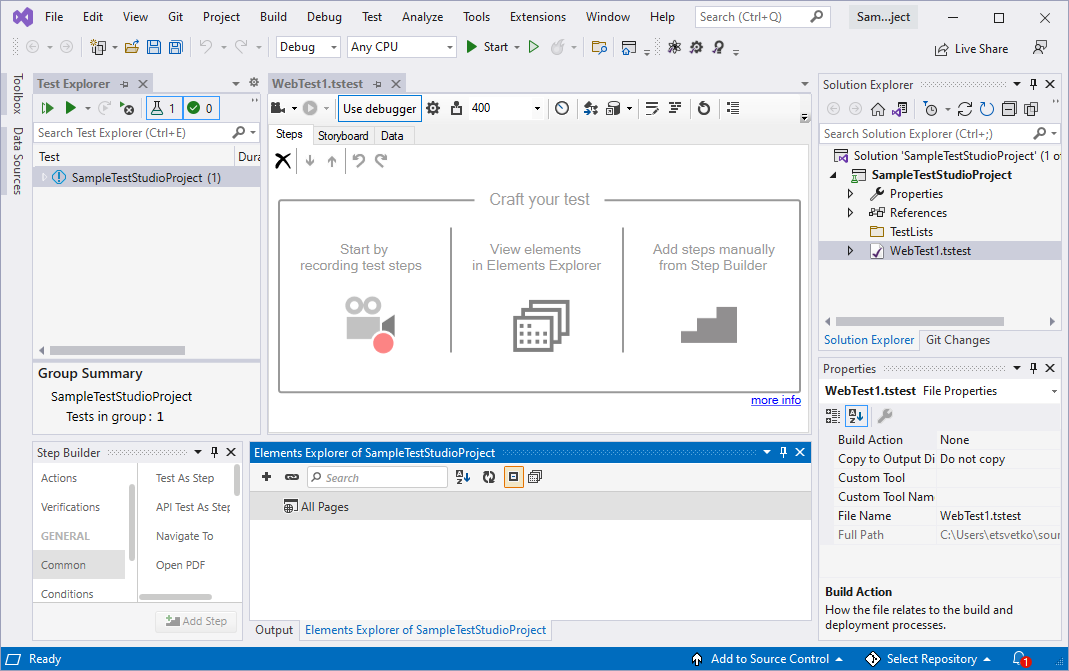 File Edit View Git Project Build Debug Test Analyze Tools Extensions Window Help Search (Ctrl+Q) Sam...ject
Debug Any CPU Start Live Share
Toolbox
Data Sources
Test Explorer
1 0
Search Test Explorer (Ctrl+E)
Test Dura
SampleTestStudioProject (1)
Group Summary
SampleTestStudioProject
Tests in group: 1
WebTest1.tstest
Use debugger 400
Steps Storyboard Data
Craft your test
Start by
recording test steps
View elements
in Elements Explorer
Add steps manually
from Step Builder
more info
Solution Explorer
Search Solution Explorer (Ctrl+;)
Solution 'SampleTestStudioProject' (1 o
SampleTestStudioProject
Properties
References
TestLists
WebTest1.tstest
Solution Explorer Git Changes
Properties
WebTest1.tstest File Properties
Build Action None
Copy to Output Di Do not copy
Custom Tool
Custom Tool Nam
File Name WebTest1.tstest
Full Path C:\Users\etsvetko\sour
Build Action
How the file relates to the build and
deployment processes.
Step Builder
Actions
Verifications
GENERAL
Common
Conditions
Test As Step
API Test As Step
Navigate To
Open PDF
Add Step
Elements Explorer of SampleTestStudioProject
Search
All Pages
Output Elements Explorer of SampleTestStudioProject
Ready Add to Source Control Select Repository 1